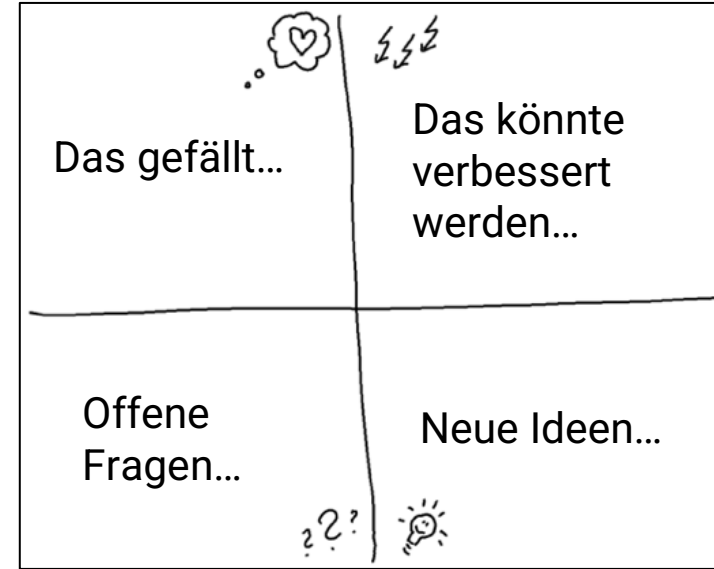 Das gefällt…
Das könnte
verbessert
werden…
Offene
Fragen…
Neue Ideen…
???